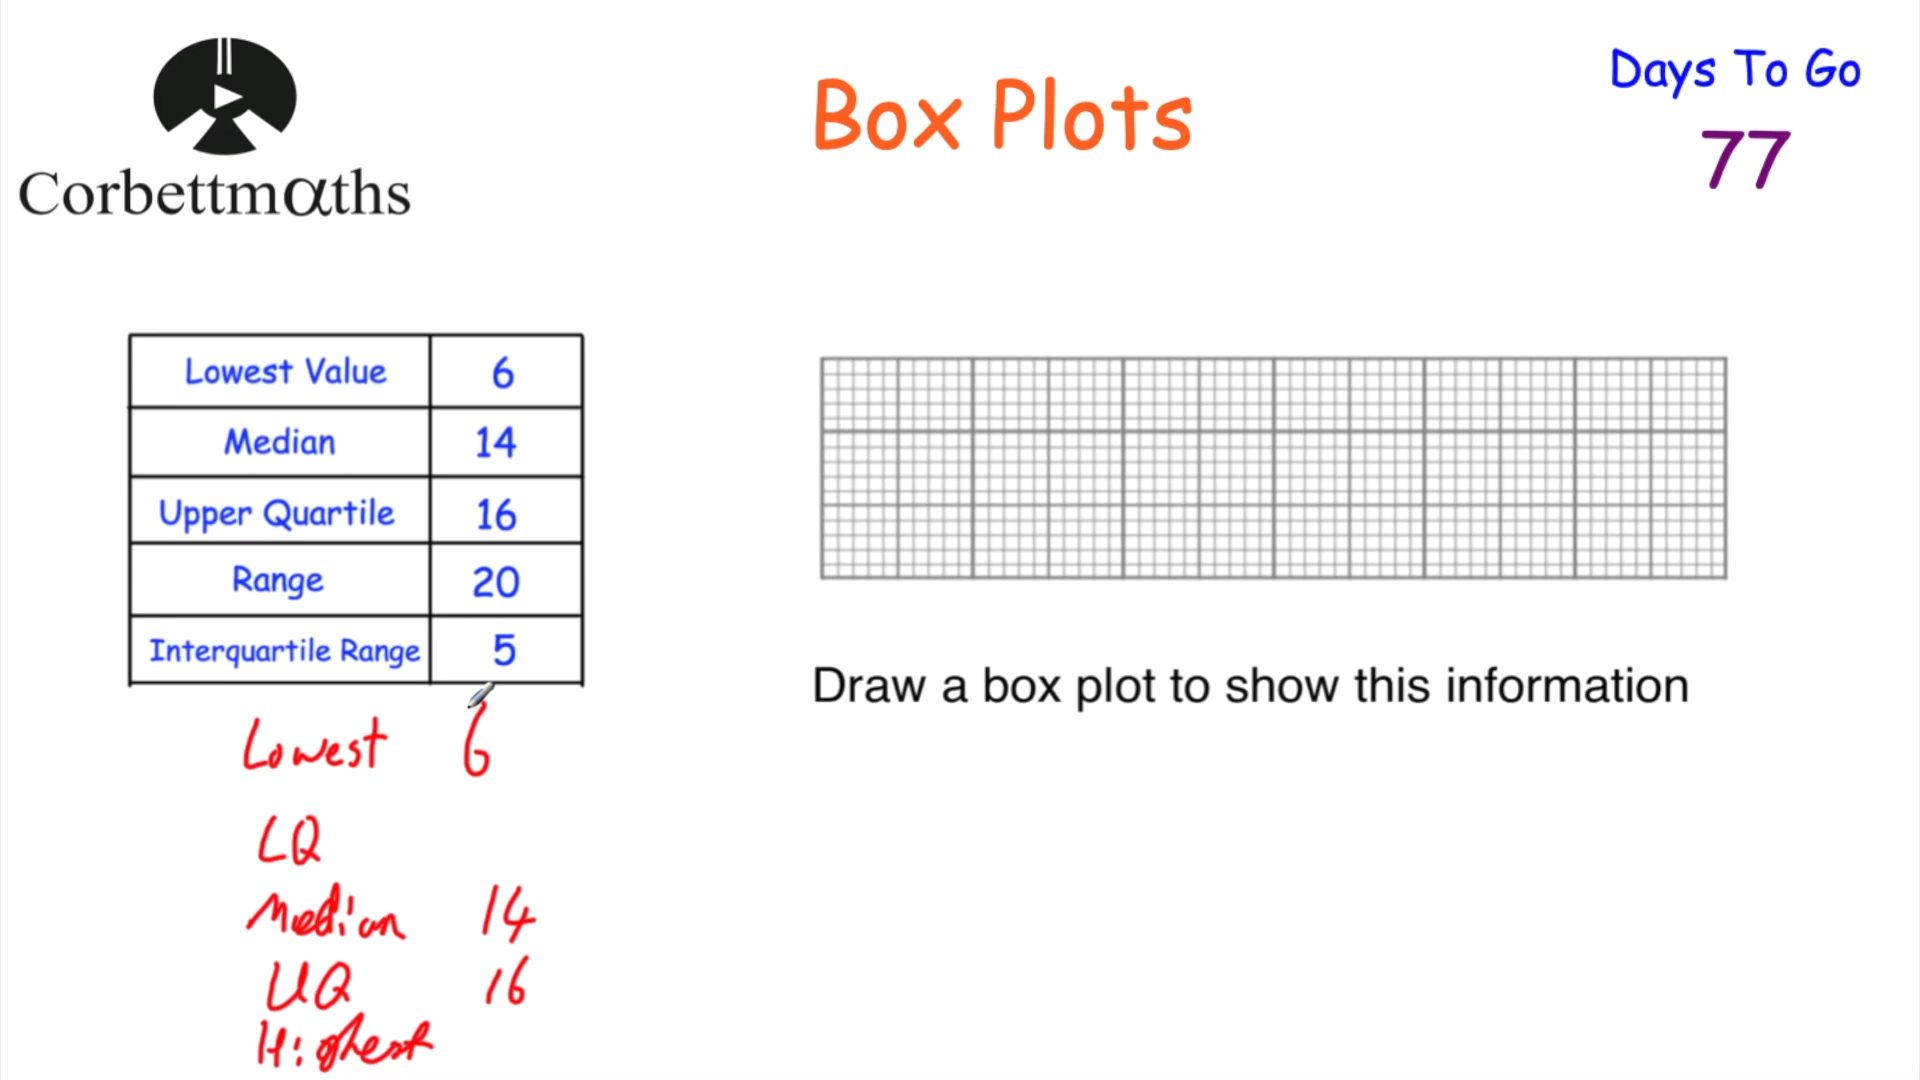 Corbettmαths
Box Plots
Days To Go
77
Lowest Value 6
Median 14
Upper Quartile 16
Range 20
Interquartile Range 5
Draw a box plot to show this information
Lowest 6
LQ
Median 14
UQ 16
Highest